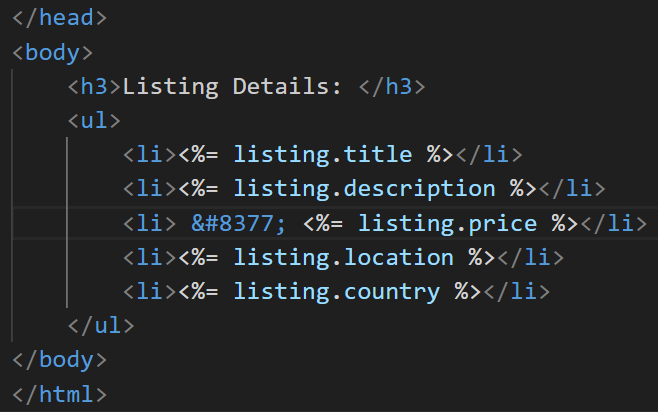 </head>
<body>
    <h3>Listing Details: </h3>
    <ul>
        <li><%= listing.title %></li>
        <li><%= listing.description %></li>
        <li> &#8377; <%= listing.price %></li>
        <li><%= listing.location %></li>
        <li><%= listing.country %></li>
    </ul>
</body>
</html>